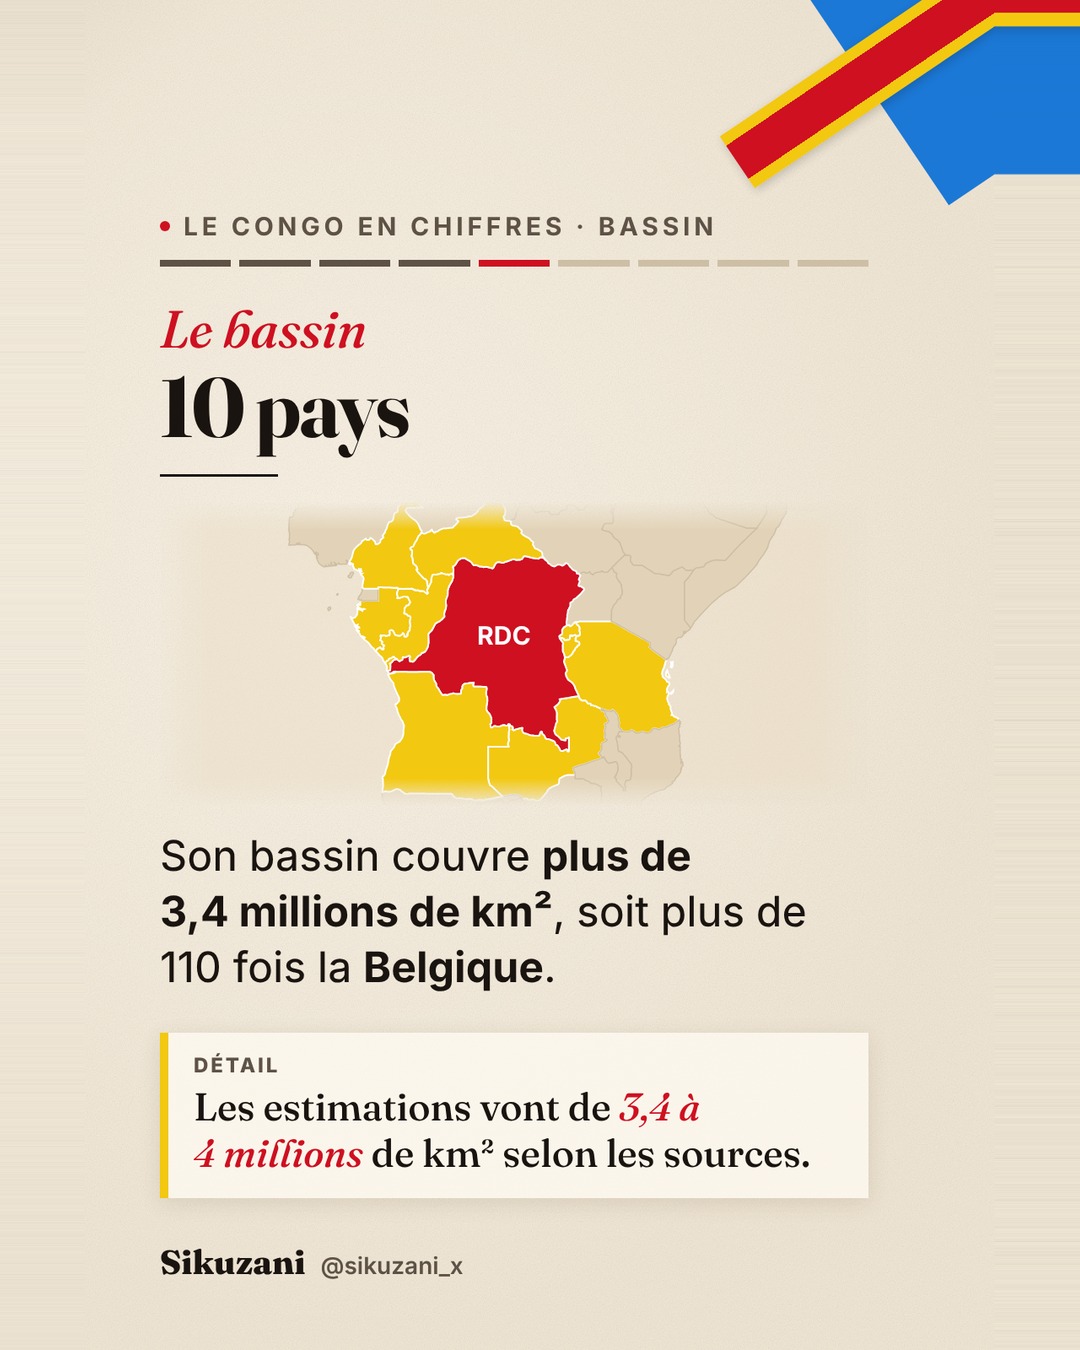 LE CONGO EN CHIFFRES · BASSIN
Le bassin
10 pays
RDC
Son bassin couvre plus de
3,4 millions de km², soit plus de
110 fois la Belgique.
DÉTAIL
Les estimations vont de 3,4 à
4 millions de km² selon les sources.
Sikuzani @sikuzani_x